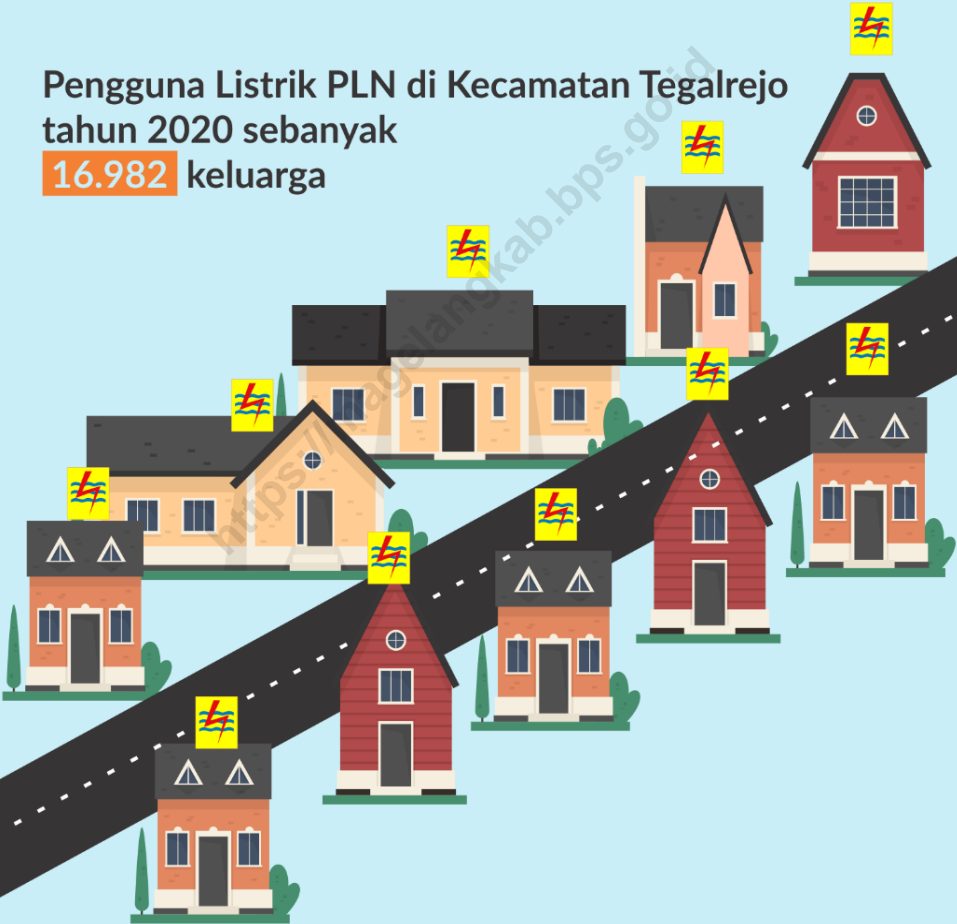 Pengguna Listrik PLN di Kecamatan Tegalrejo
tahun 2020 sebanyak
16.982 keluarga
https://magelangkab.bps.go.id